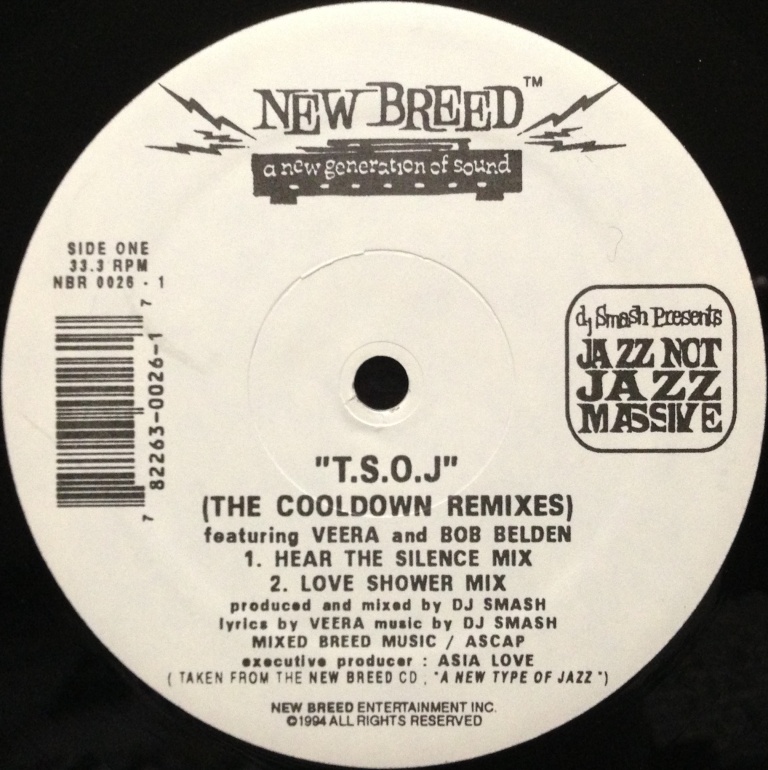 NEW BREED™
a new generation of sound
SIDE ONE
33.3 RPM
NBR 0026 - 1
7 82263-0026-1 7
dj Smash Presents
JAZZ NOT
JAZZ
MASSIVE
"T.S.O.J"
(THE COOLDOWN REMIXES)
featuring VEERA and BOB BELDEN
1. HEAR THE SILENCE MIX
2. LOVE SHOWER MIX
produced and mixed by DJ SMASH
lyrics by VEERA music by DJ SMASH
MIXED BREED MUSIC / ASCAP
executive producer : ASIA LOVE
( TAKEN FROM THE NEW BREED CD , "A NEW TYPE OF JAZZ ")
NEW BREED ENTERTAINMENT INC.
©1994 ALL RIGHTS RESERVED